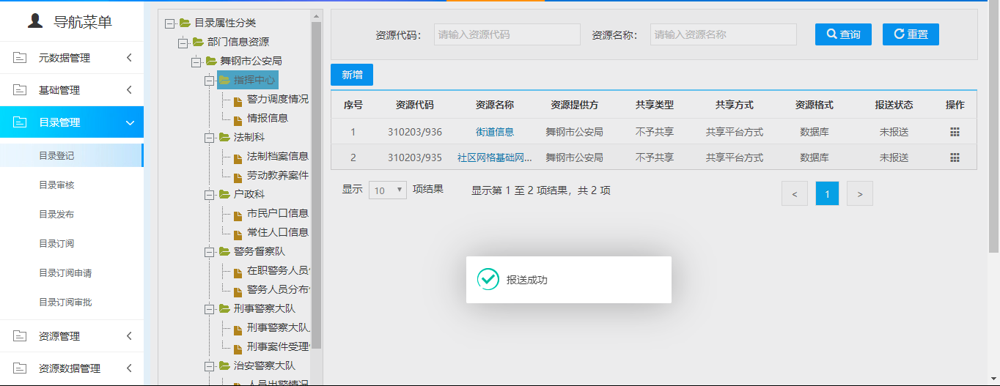 导航菜单
元数据管理
基础管理
目录管理
目录登记
目录审核
目录发布
目录订阅
目录订阅申请
目录订阅审批
资源管理
资源数据管理
目录属性分类
部门信息资源
舞钢市公安局
指挥中心
警力调度情况
情报信息
法制科
法制档案信息
劳动教养案件
户政科
市民户口信息
常住人口信息
警务督察队
在职警务人员
警务人员分布
刑事警察大队
刑事警察大队
刑事案件受理
治安警察大队
人员出警情况
资源代码: 请输入资源代码 资源名称: 请输入资源名称 查询 重置
新增
序号 资源代码 资源名称 资源提供方 共享类型 共享方式 资源格式 报送状态 操作
1 310203/936 街道信息 舞钢市公安局 不予共享 共享平台方式 数据库 未报送
2 310203/935 社区网格基础网... 舞钢市公安局 不予共享 共享平台方式 数据库 未报送
显示 10 项结果 显示第 1 至 2 项结果，共 2 项 < 1 >
报送成功